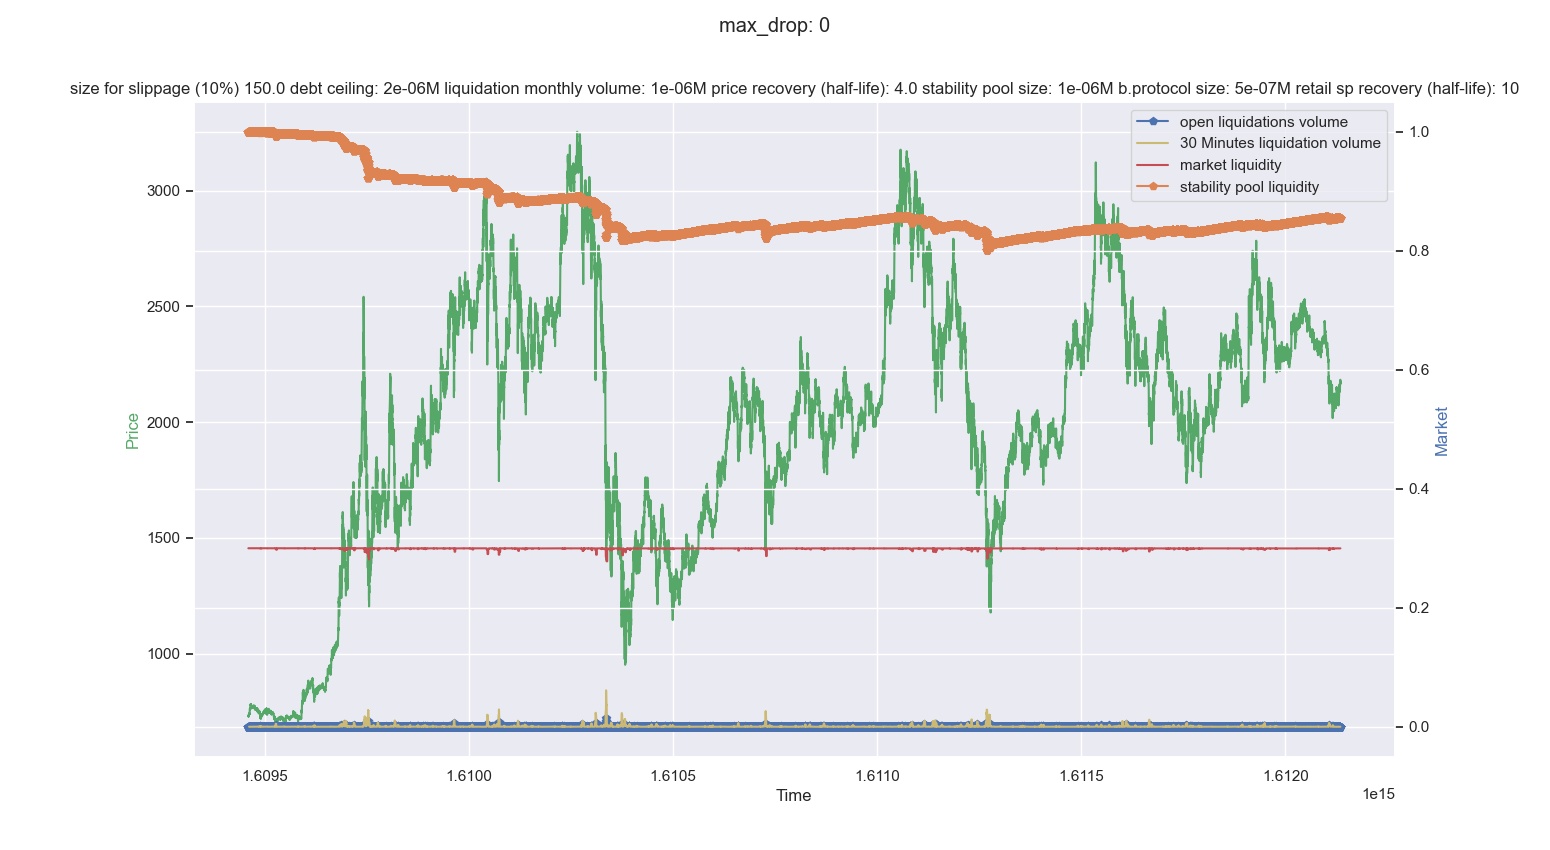 max_drop: 0
size for slippage (10%) 150.0 debt ceiling: 2e-06M liquidation monthly volume: 1e-06M price recovery (half-life): 4.0 stability pool size: 1e-06M b.protocol size: 5e-07M retail sp recovery (half-life): 10
open liquidations volume
30 Minutes liquidation volume
market liquidity
stability pool liquidity
3000
2500
2000
1500
1000
Price
1.0
0.8
0.6
0.4
0.2
0.0
Market
1.6095 1.6100 1.6105 1.6110 1.6115 1.6120
Time
1e15